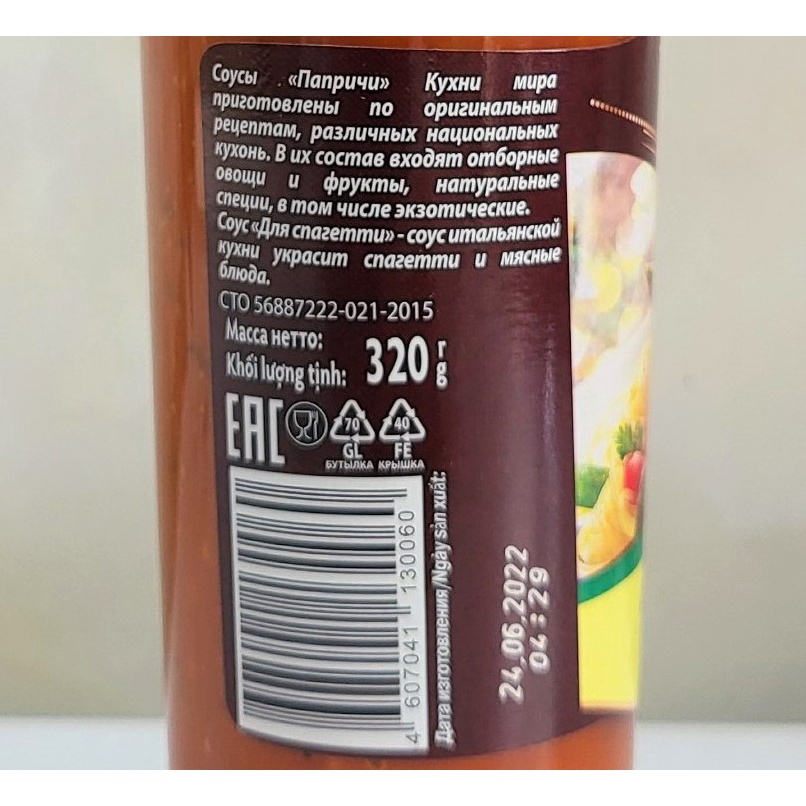 Соусы «Папричи» Кухни мира
приготовлены по оригинальным
рецептам, различных национальных
кухонь. В их состав входят отборные
овощи и фрукты, натуральные
специи, в том числе экзотические.
Соус «Для спагетти» - соус итальянской
кухни украсит спагетти и мясные
блюда.
СТО 56887222-021-2015
Масса нетто:
Khối lượng tịnh:
320 г
g
EAC
70
GL
БУТЫЛКА
40
FE
КРЫШКА
4 607041 130060
Дата изготовления/Ngày sản xuất:
24.06.2022
04:29